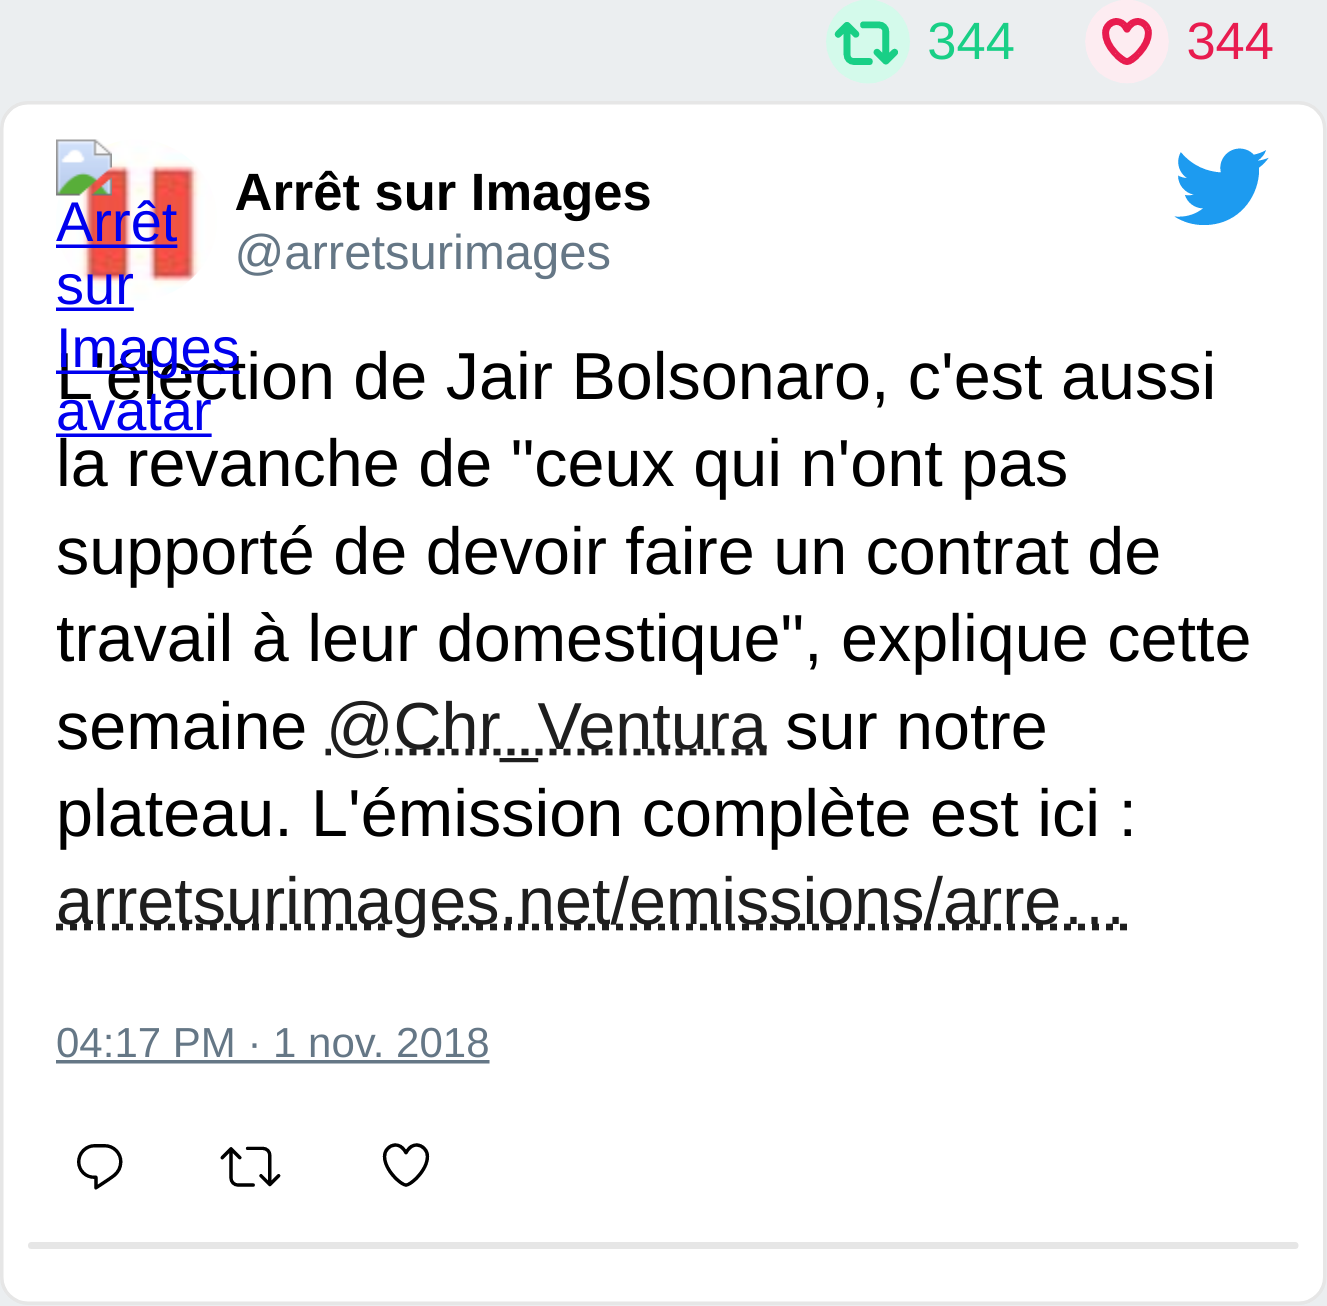 344 344
Arrêt sur Images
@arretsurimages
Arrêt
sur
Images
avatar
L'élection de Jair Bolsonaro, c'est aussi
la revanche de "ceux qui n'ont pas
supporté de devoir faire un contrat de
travail à leur domestique", explique cette
semaine @Chr_Ventura sur notre
plateau. L'émission complète est ici :
arretsurimages.net/emissions/arre…
04:17 PM · 1 nov. 2018